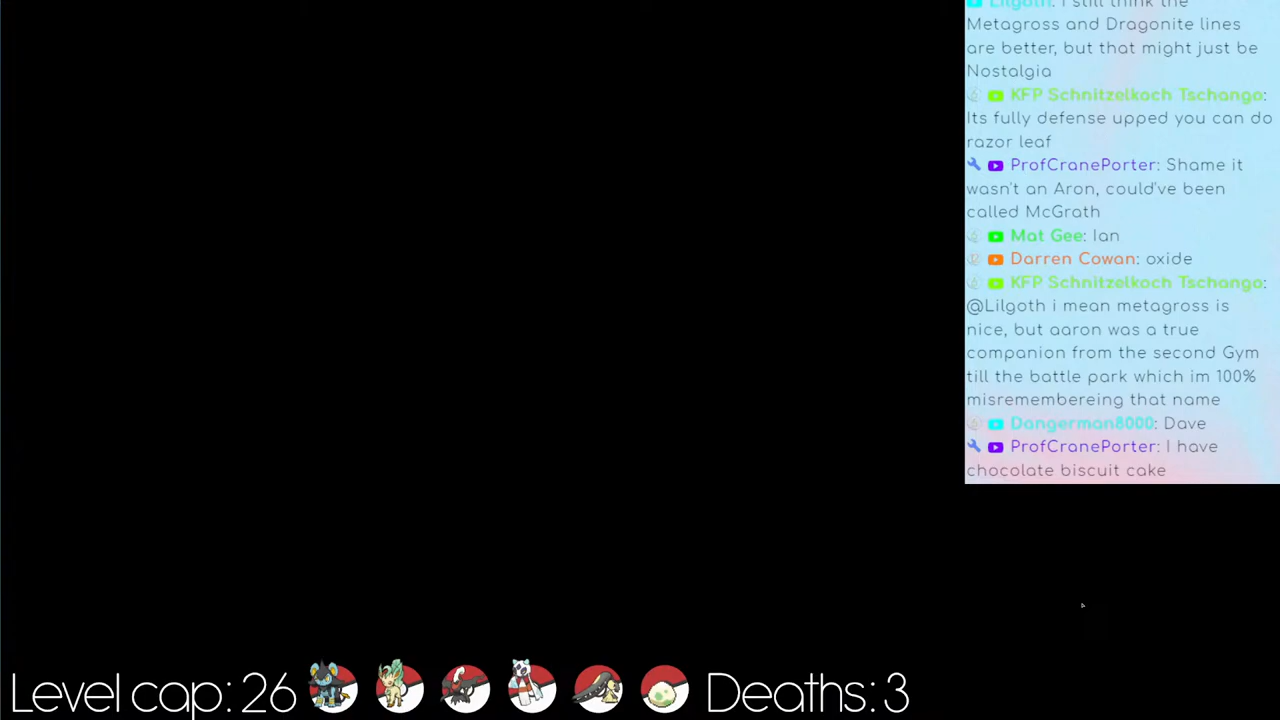 Lilgoth: I still think the
Metagross and Dragonite lines
are better, but that might just be
Nostalgia
KFP Schnitzelkoch Tschango:
Its fully defense upped you can do
razor leaf
ProfCranePorter: Shame it
wasn't an Aron, could've been
called McGrath
Mat Gee: Ian
Darren Cowan: oxide
KFP Schnitzelkoch Tschango:
@Lilgoth i mean metagross is
nice, but aaron was a true
companion from the second Gym
till the battle park which im 100%
misremembereing that name
Dangerman8000: Dave
ProfCranePorter: I have
chocolate biscuit cake
Level cap: 26 Deaths: 3